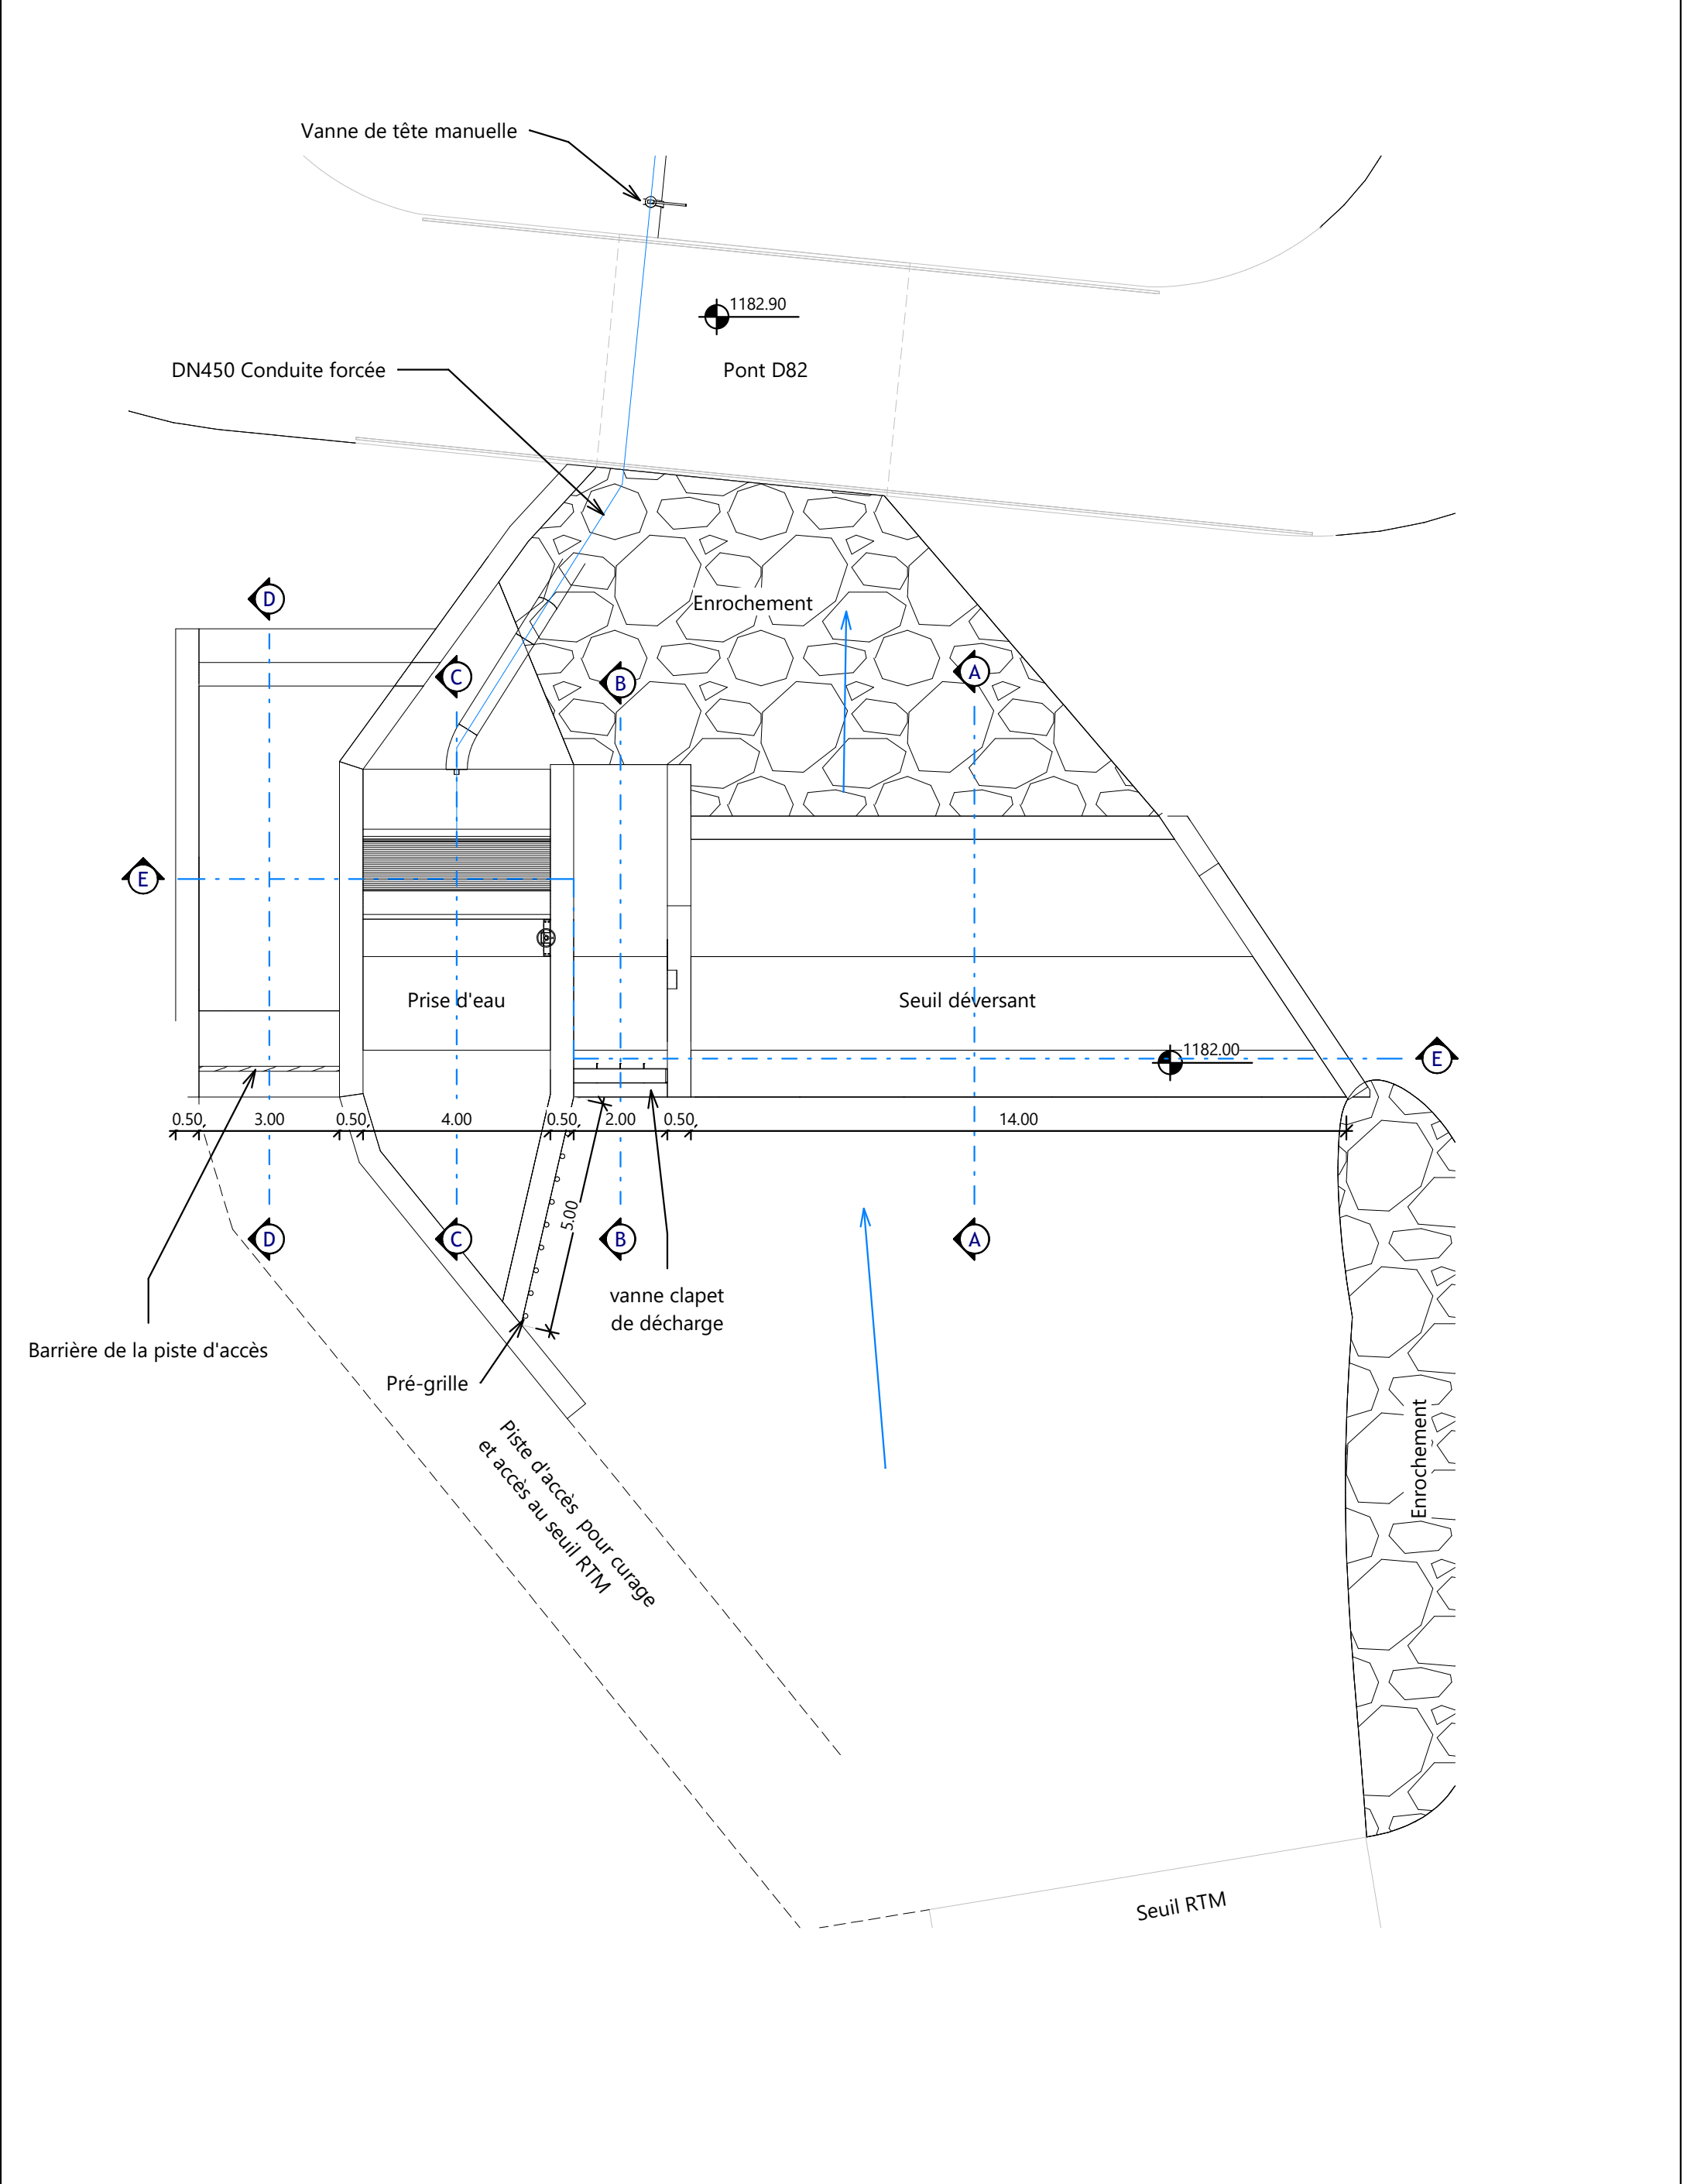 Vanne de tête manuelle
1182.90
DN450 Conduite forcée
Pont D82
D
Enrochement
C
B
A
E
Prise d'eau
Seuil déversant
1182.00
E
0.50
3.00
0.50
4.00
0.50
2.00
0.50
14.00
5.00
D
C
B
A
vanne clapet
de décharge
Barrière de la piste d'accès
Pré-grille
Piste d'accès pour curage
et accès au seuil RTM
Enrochement
Seuil RTM